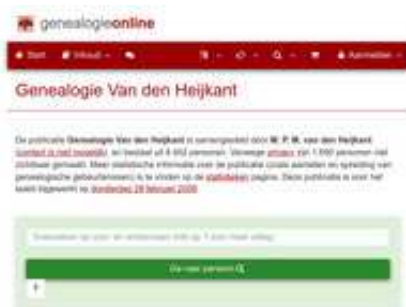 genealogieonline
Start Inhoud Aanmelden
Genealogie Van den Heijkant
De publicatie Genealogie Van den Heijkant is samengesteld door W. P. M. van den Heijkant
(contact is niet mogelijk) en bestaat uit personen. Vanwege privacy zijn personen niet
zichtbaar gemaakt. Meer statistische informatie over de publicatie (zoals aantallen en spreiding van
genealogische gebeurtenissen) is te vinden op de statistieken pagina. Deze publicatie is voor het
laatst bijgewerkt op donderdag 28 februari
Ga naar persoon
+